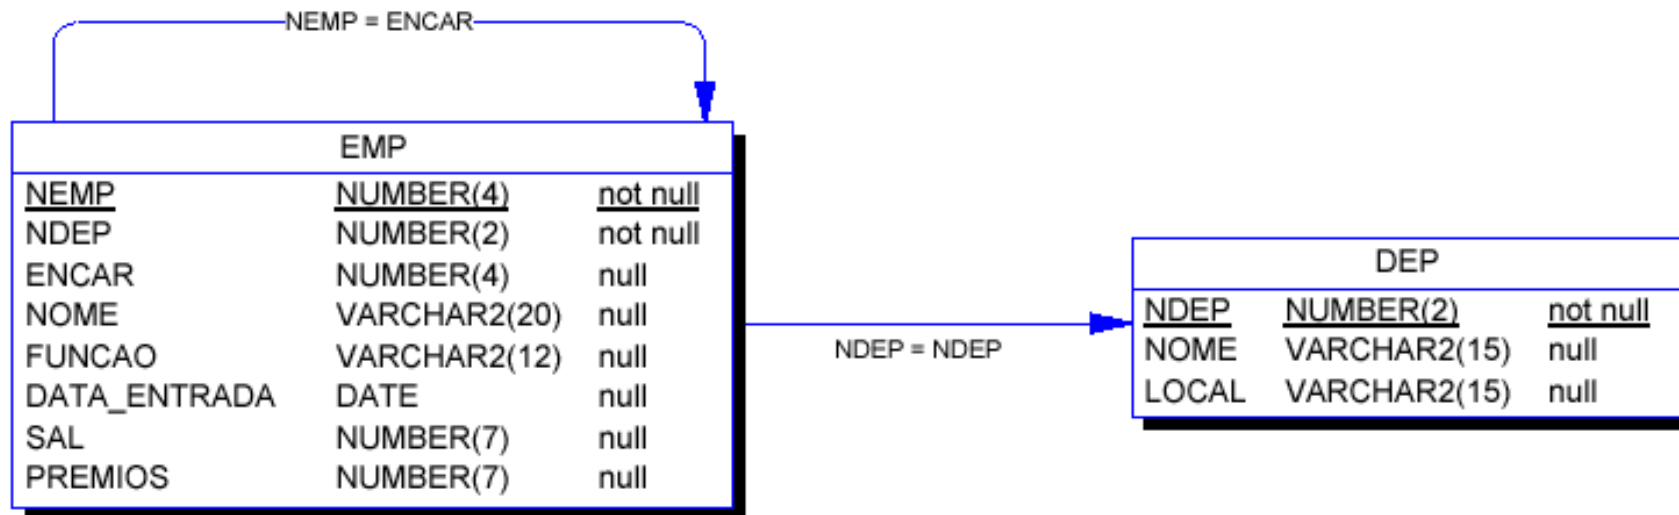 NEMP = ENCAR
EMP
NEMP NUMBER(4) not null
NDEP NUMBER(2) not null
ENCAR NUMBER(4) null
NOME VARCHAR2(20) null
FUNCAO VARCHAR2(12) null
DATA_ENTRADA DATE null
SAL NUMBER(7) null
PREMIOS NUMBER(7) null
NDEP = NDEP
DEP
NDEP NUMBER(2) not null
NOME VARCHAR2(15) null
LOCAL VARCHAR2(15) null